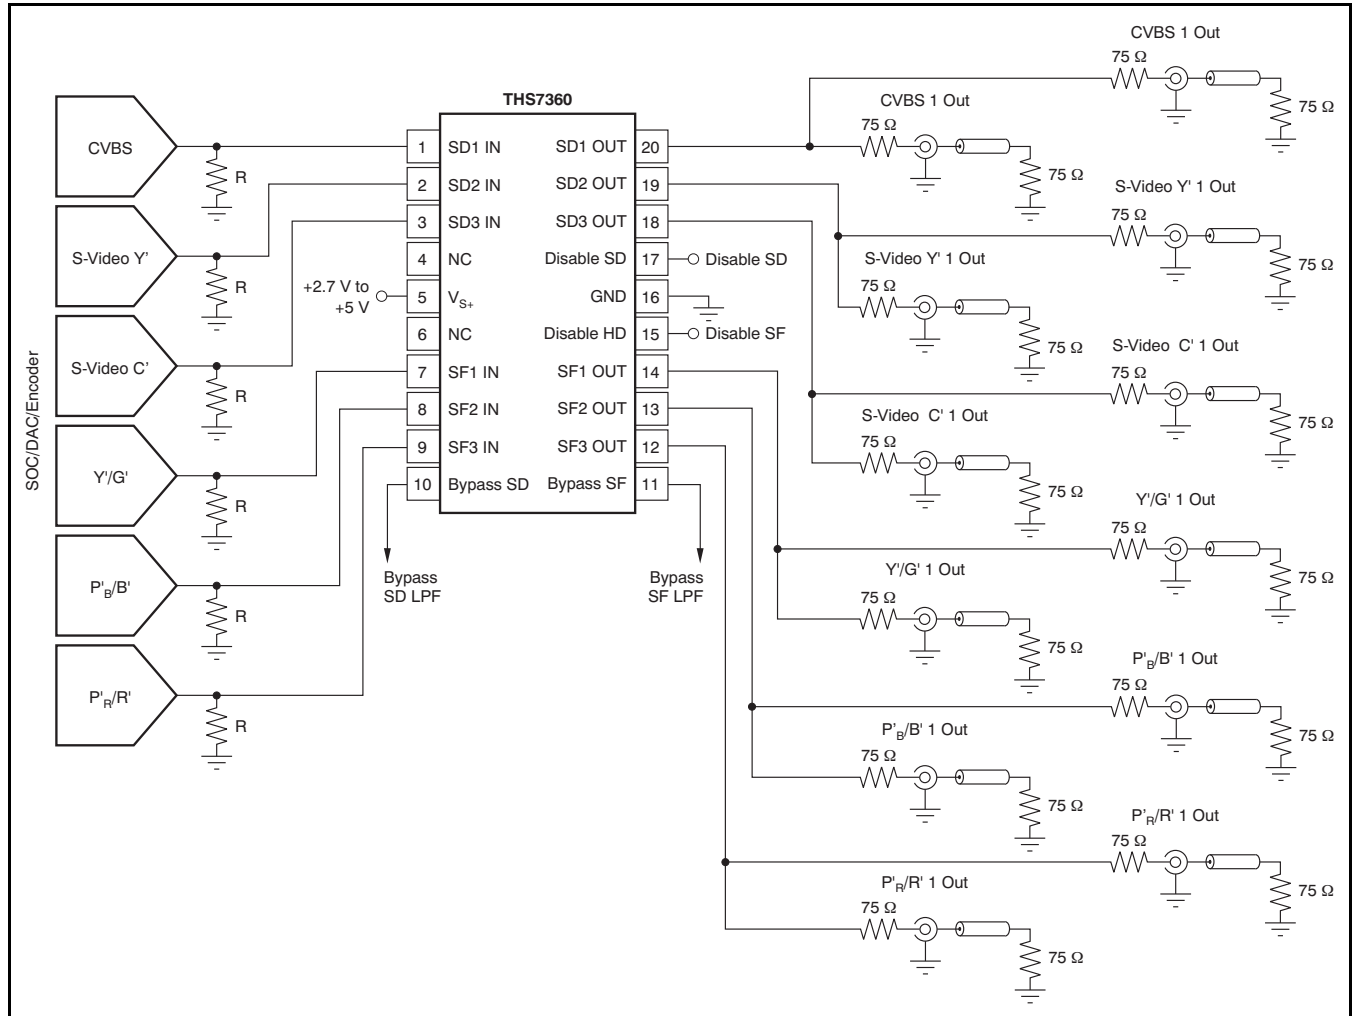 CVBS 1 Out
75 Ω
75 Ω
THS7360
CVBS 1 Out
75 Ω
75 Ω
CVBS
R
1 SD1 IN SD1 OUT 20
2 SD2 IN SD2 OUT 19
3 SD3 IN SD3 OUT 18
4 NC Disable SD 17 Disable SD
+2.7 V to
+5 V
5 VS+ GND 16
6 NC Disable HD 15 Disable SF
7 SF1 IN SF1 OUT 14
8 SF2 IN SF2 OUT 13
9 SF3 IN SF3 OUT 12
10 Bypass SD Bypass SF 11
Bypass
SD LPF
Bypass
SF LPF
SOC/DAC/Encoder
S-Video Y'
R
S-Video C'
R
Y'/G'
R
P'B/B'
R
P'R/R'
R
S-Video Y' 1 Out
75 Ω
75 Ω
S-Video Y' 1 Out
75 Ω
75 Ω
S-Video C' 1 Out
75 Ω
75 Ω
S-Video C' 1 Out
75 Ω
75 Ω
Y'/G' 1 Out
75 Ω
75 Ω
Y'/G' 1 Out
75 Ω
75 Ω
P'B/B' 1 Out
75 Ω
75 Ω
P'B/B' 1 Out
75 Ω
75 Ω
P'R/R' 1 Out
75 Ω
75 Ω
P'R/R' 1 Out
75 Ω
75 Ω